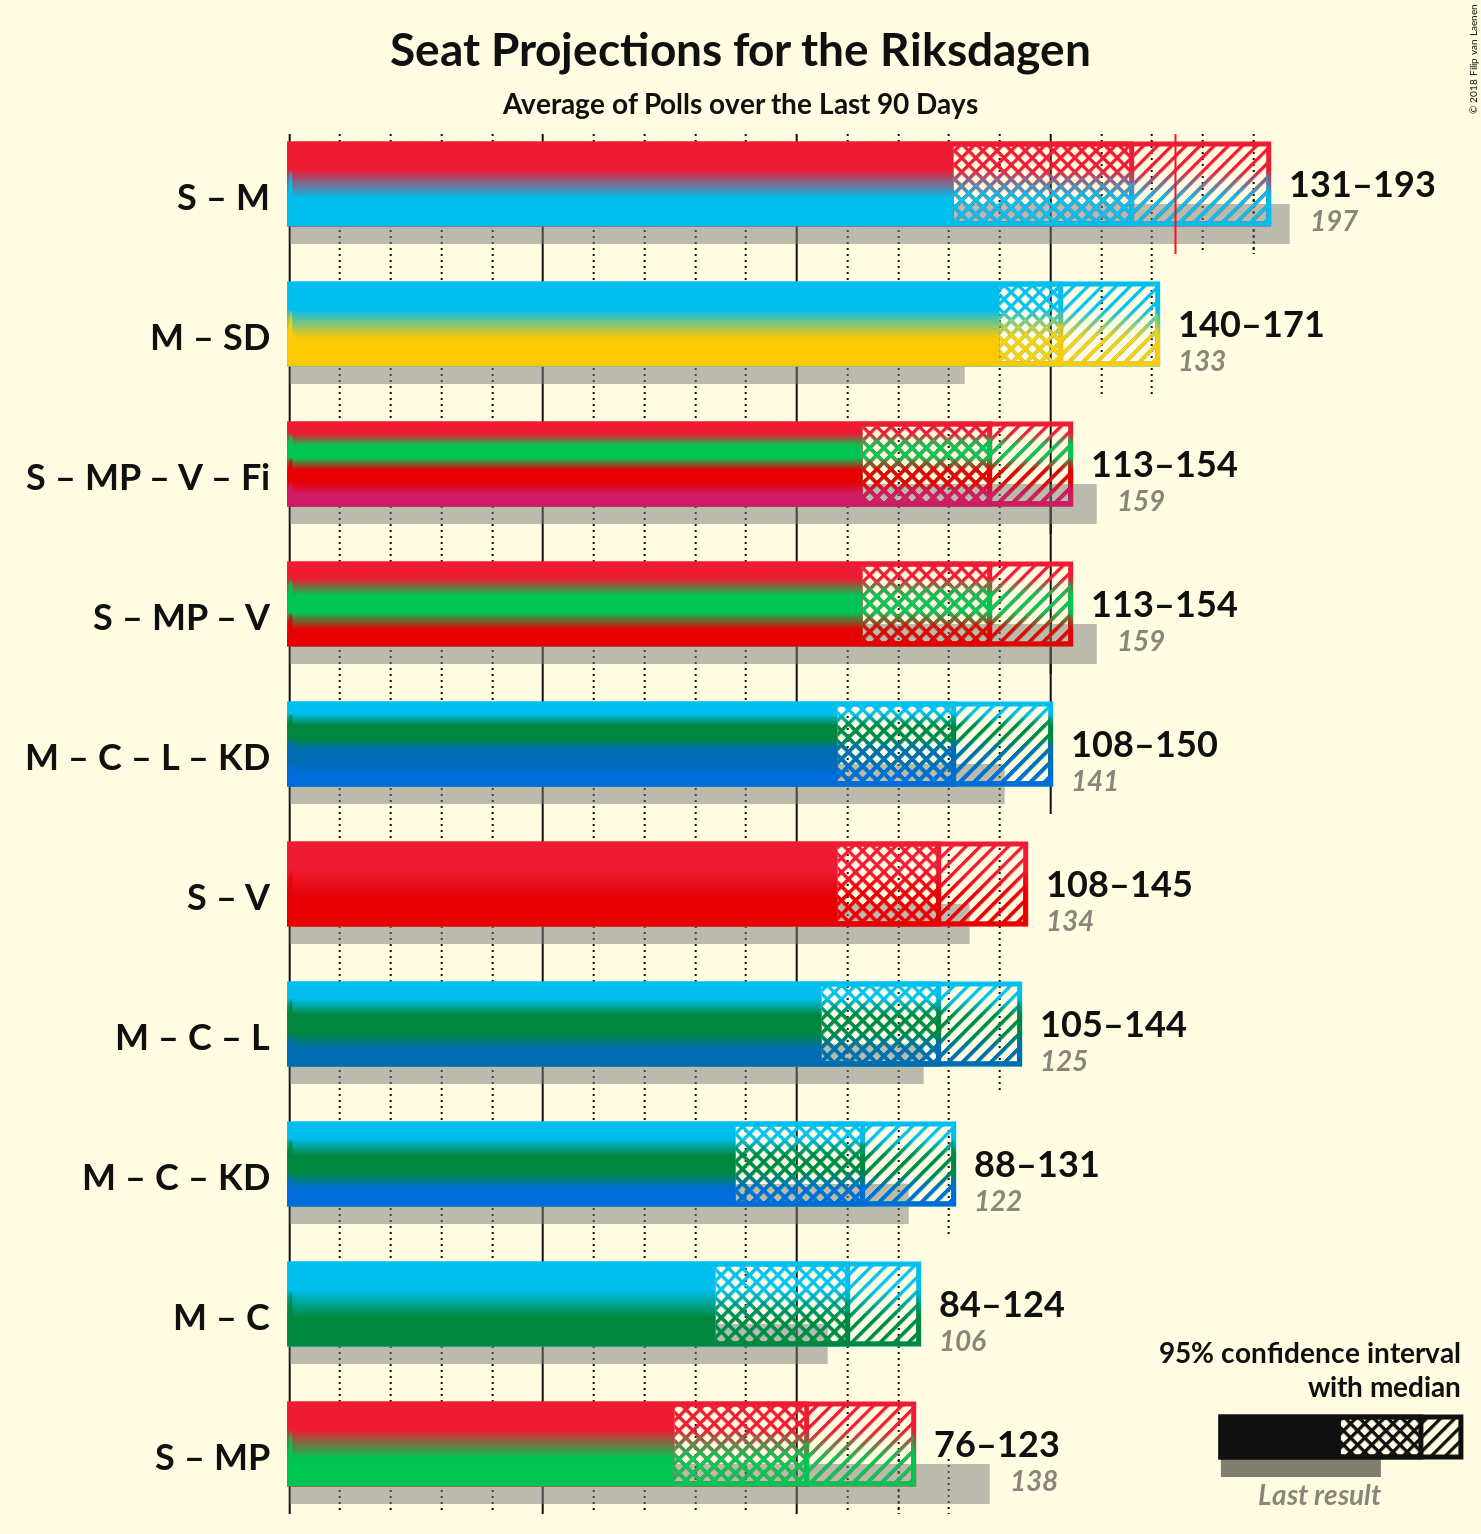 © 2018 Filip van Laenen
Seat Projections for the Riksdagen
Average of Polls over the Last 90 Days
S – M
131–193
197
M – SD
140–171
133
S – MP – V – Fi
113–154
159
S – MP – V
113–154
159
M – C – L – KD
108–150
141
S – V
108–145
134
M – C – L
105–144
125
M – C – KD
88–131
122
M – C
84–124
106
S – MP
76–123
138
95% confidence interval
with median
Last result